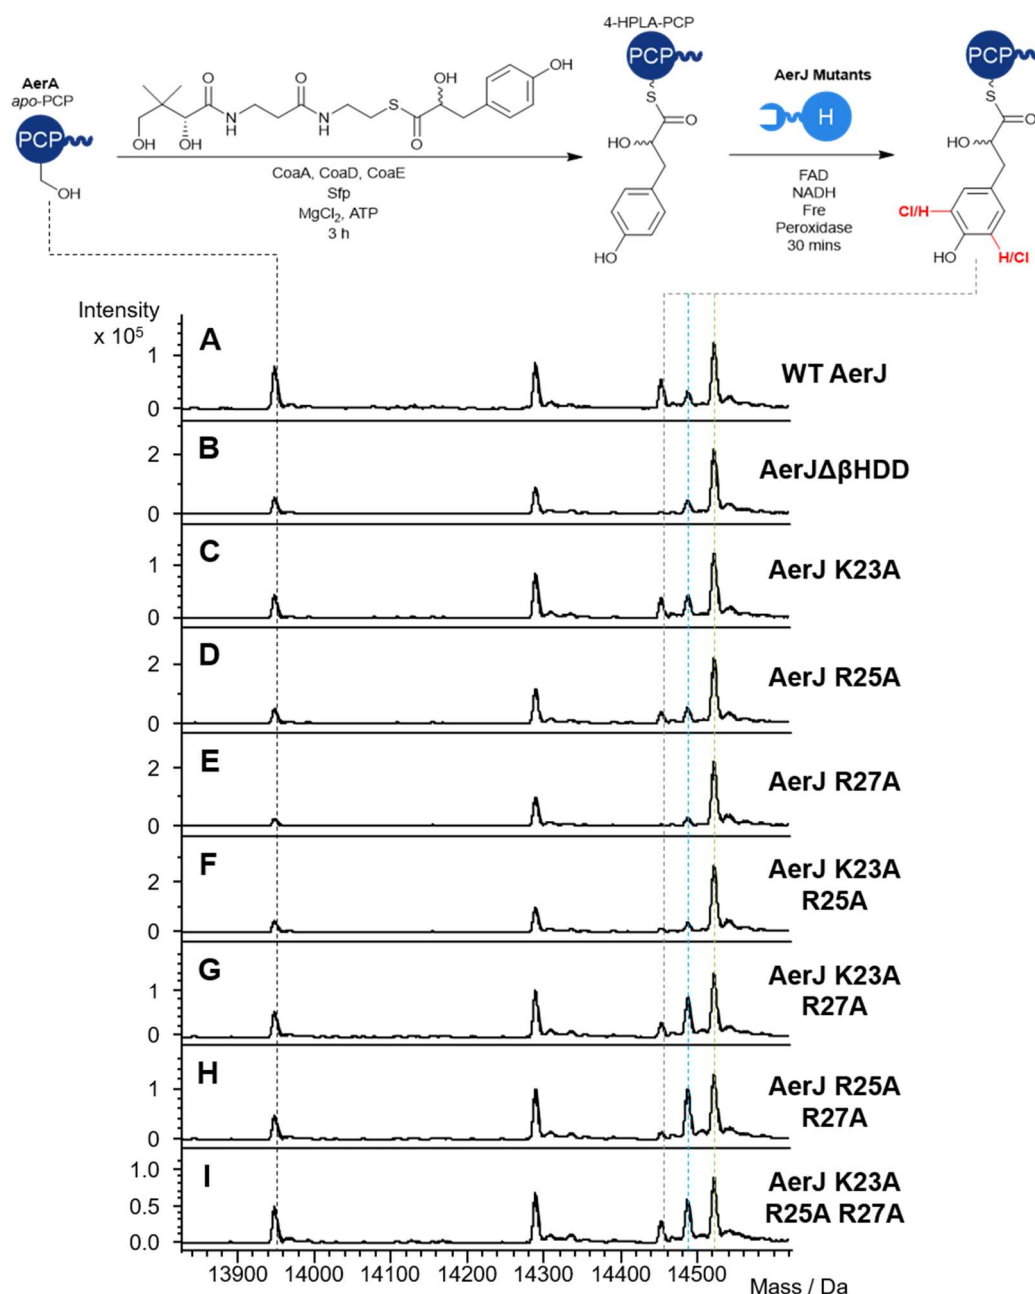 4-HPLA-PCP
AerA
apo-PCP
PCP
OH
O
O
OH
OH
N
H
N
H
S
O
OH
OH
CoaA, CoaD, CoaE
Sfp
MgCl2, ATP
3 h
PCP
S
O
HO
HO
AerJ Mutants
H
FAD
NADH
Fre
Peroxidase
30 mins
PCP
S
O
HO
Cl/H
HO
H/Cl
Intensity
x 10⁵
A
WT AerJ
1
0
B
AerJΔβHDD
2
0
C
AerJ K23A
1
0
D
AerJ R25A
2
0
E
AerJ R27A
2
0
F
AerJ K23A
R25A
2
0
G
AerJ K23A
R27A
1
0
H
AerJ R25A
R27A
1
0
I
AerJ K23A
R25A R27A
1.0
0.5
0.0
13900 14000 14100 14200 14300 14400 14500
Mass / Da